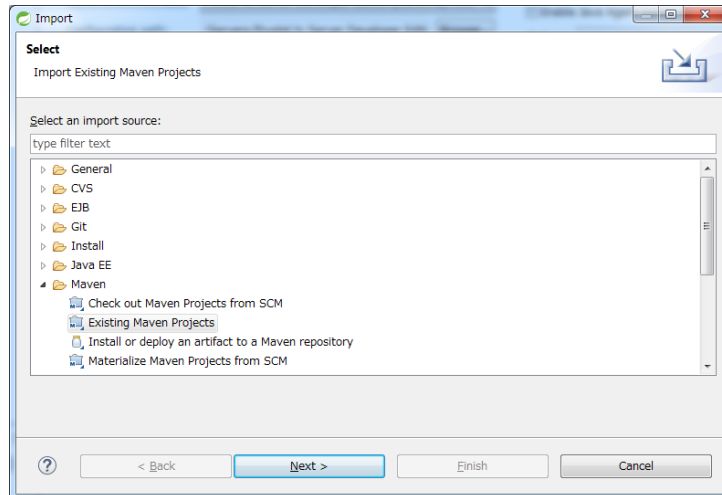 Import
Select
Import Existing Maven Projects
Select an import source:
type filter text
General
CVS
EJB
Git
Install
Java EE
Maven
Check out Maven Projects from SCM
Existing Maven Projects
Install or deploy an artifact to a Maven repository
Materialize Maven Projects from SCM
< Back
Next >
Finish
Cancel